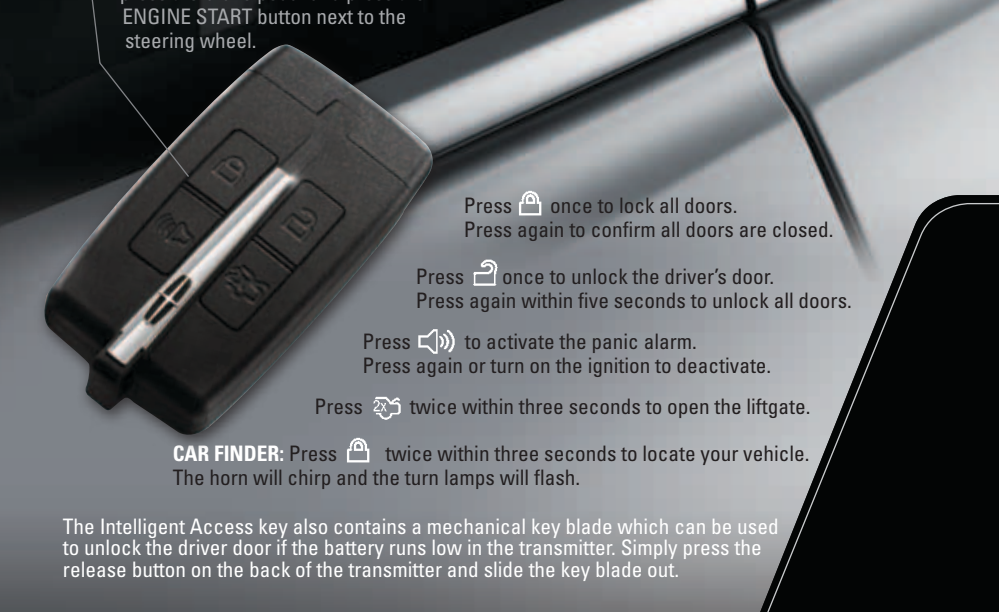 ENGINE START button next to the
steering wheel.
Press once to lock all doors.
Press again to confirm all doors are closed.
Press once to unlock the driver's door.
Press again within five seconds to unlock all doors.
Press to activate the panic alarm.
Press again or turn on the ignition to deactivate.
Press 2X twice within three seconds to open the liftgate.
CAR FINDER: Press twice within three seconds to locate your vehicle.
The horn will chirp and the turn lamps will flash.
The Intelligent Access key also contains a mechanical key blade which can be used
to unlock the driver door if the battery runs low in the transmitter. Simply press the
release button on the back of the transmitter and slide the key blade out.